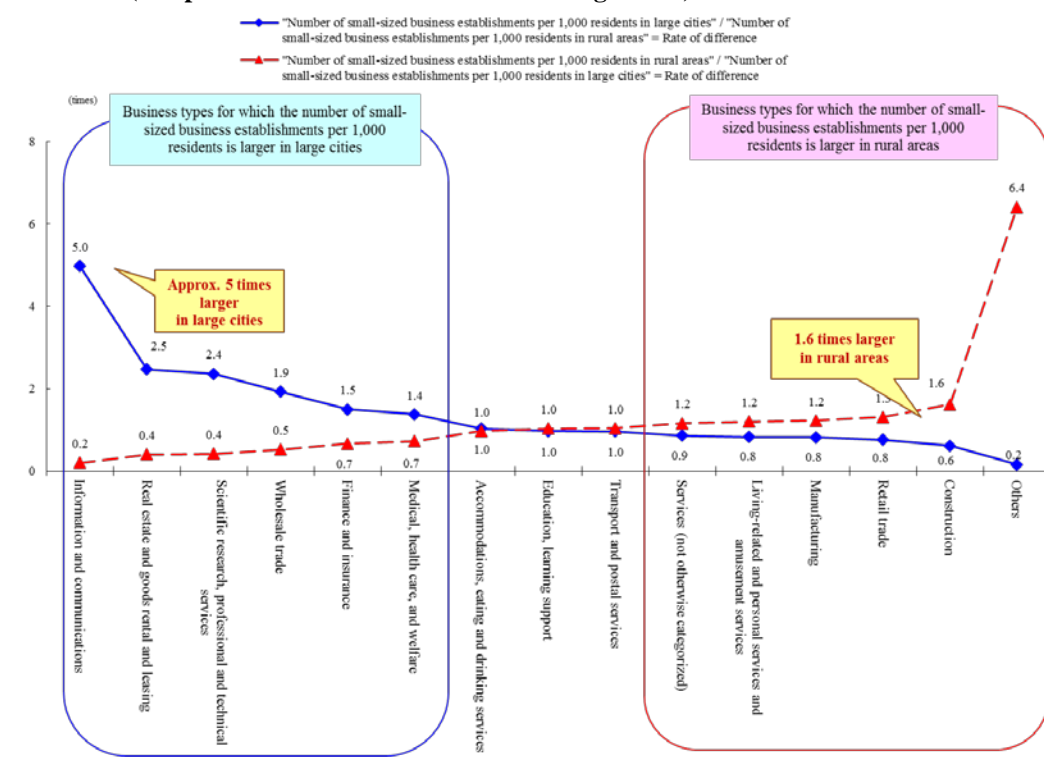 "Number of small-sized business establishments per 1,000 residents in large cities" / "Number of
small-sized business establishments per 1,000 residents in rural areas" = Rate of difference
"Number of small-sized business establishments per 1,000 residents in rural areas" / "Number of
small-sized business establishments per 1,000 residents in large cities" = Rate of difference
(times)
Business types for which the number of small-
sized business establishments per 1,000
residents is larger in large cities
Business types for which the number of small-
sized business establishments per 1,000
residents is larger in rural areas
8
6
4
2
0
5.0
2.5
2.4
1.9
1.5
1.4
1.0
1.0
1.0
1.2
1.2
1.2
1.6
6.4
0.2
0.4
0.4
0.5
0.7
0.7
1.0
1.0
1.0
0.9
0.8
0.8
0.8
0.6
0.2
Approx. 5 times
larger
in large cities
1.6 times larger
in rural areas
Information and communications
Real estate and goods rental and leasing
Scientific research, professional and technical
services
Wholesale trade
Finance and insurance
Medical, health care, and welfare
Accommodations, eating and drinking services
Education, learning support
Transport and postal services
Services (not otherwise categorized)
Living-related and personal services and
amusement services
Manufacturing
Retail trade
Construction
Others